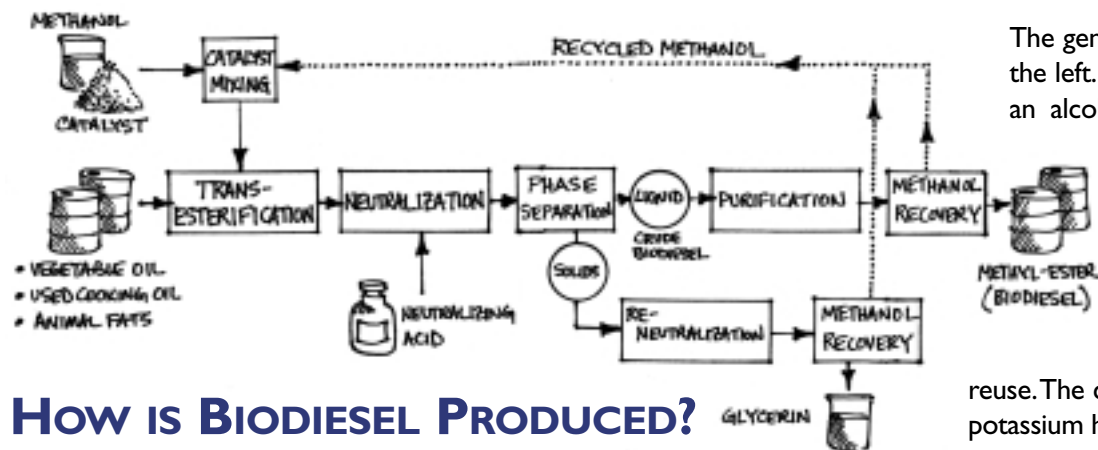 METHANOL
CATALYST
CATALYST
MIXING
RECYCLED METHANOL
The
the left.
an
TRANS-
ESTERIFICATION
NEUTRALIZATION
PHASE
SEPARATION
LIQUID
CRUDE
BIODIESEL
PURIFICATION
METHANOL
RECOVERY
METHYL-ESTER
(BIODIESEL)
• VEGETABLE OIL
• USED COOKING OIL
• ANIMAL FATS
NEUTRALIZING
ACID
SOLIDS
RE-
NEUTRALIZATION
METHANOL
RECOVERY
GLYCERIN
HOW IS BIODIESEL PRODUCED?
reuse. The
potassium